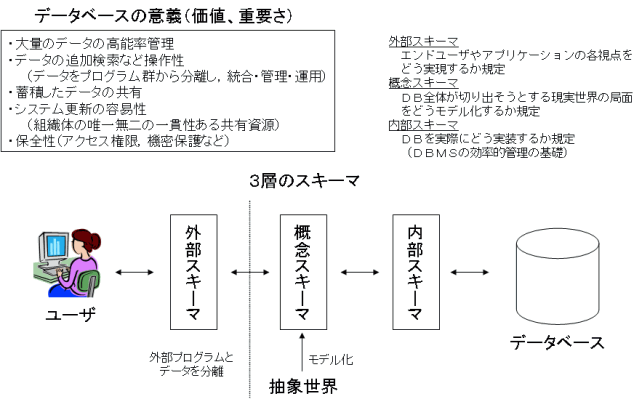 データベースの意義(価値、重要さ)
・大量のデータの高能率管理
・データの追加検索など操作性
(データをプログラム群から分離し，統合・管理・運用)
・蓄積したデータの共有
・システム更新の容易性
(組織体の唯一無二の一貫性ある共有資源)
・保全性(アクセス権限，機密保護など)
外部スキーマ
エンドユーザやアプリケーションの各視点を
どう実現するか規定
概念スキーマ
ＤＢ全体が切り出そうとする現実世界の局面
をどうモデル化するか規定
内部スキーマ
ＤＢを実際にどう実装するか規定
(ＤＢＭＳの効率的管理の基礎)
3層のスキーマ
ユーザ
外部スキーマ
概念スキーマ
内部スキーマ
データベース
外部プログラムと
データを分離
モデル化
抽象世界